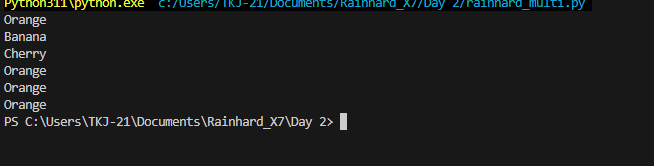 Python311\python.exe c:/Users/TKJ-21/Documents/Rainhard_X7/Day 2/rainhard_multi.py
Orange
Banana
Cherry
Orange
Orange
Orange
PS C:\Users\TKJ-21\Documents\Rainhard_X7\Day 2>